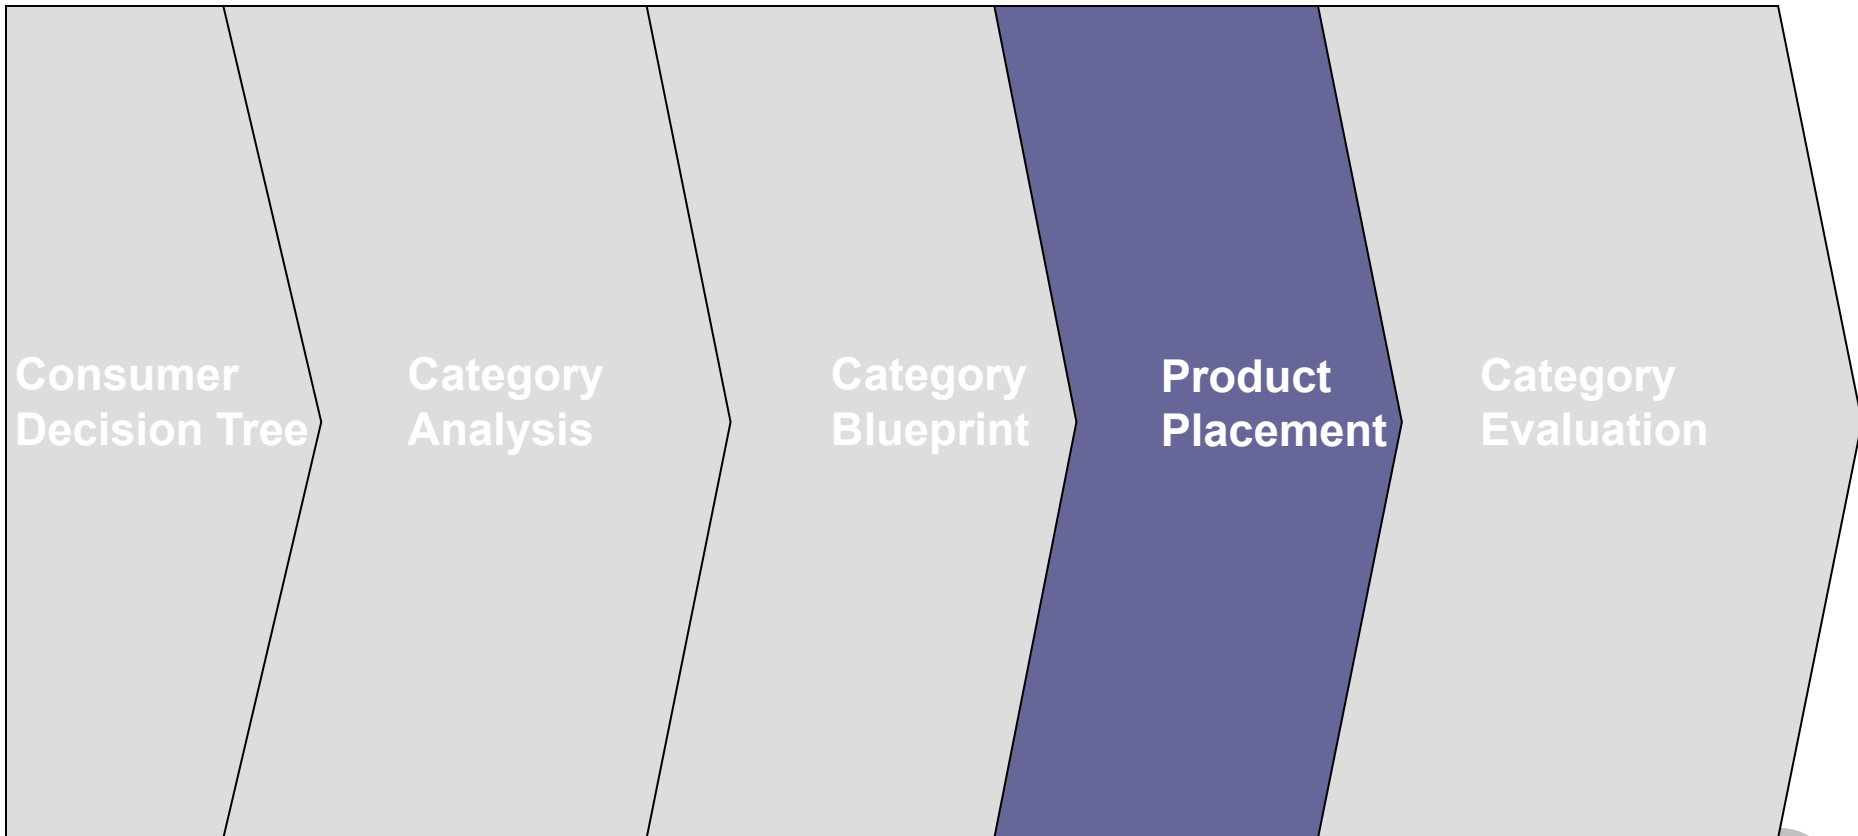 Consumer
Decision Tree
Category
Analysis
Category
Blueprint
Product
Placement
Category
Evaluation